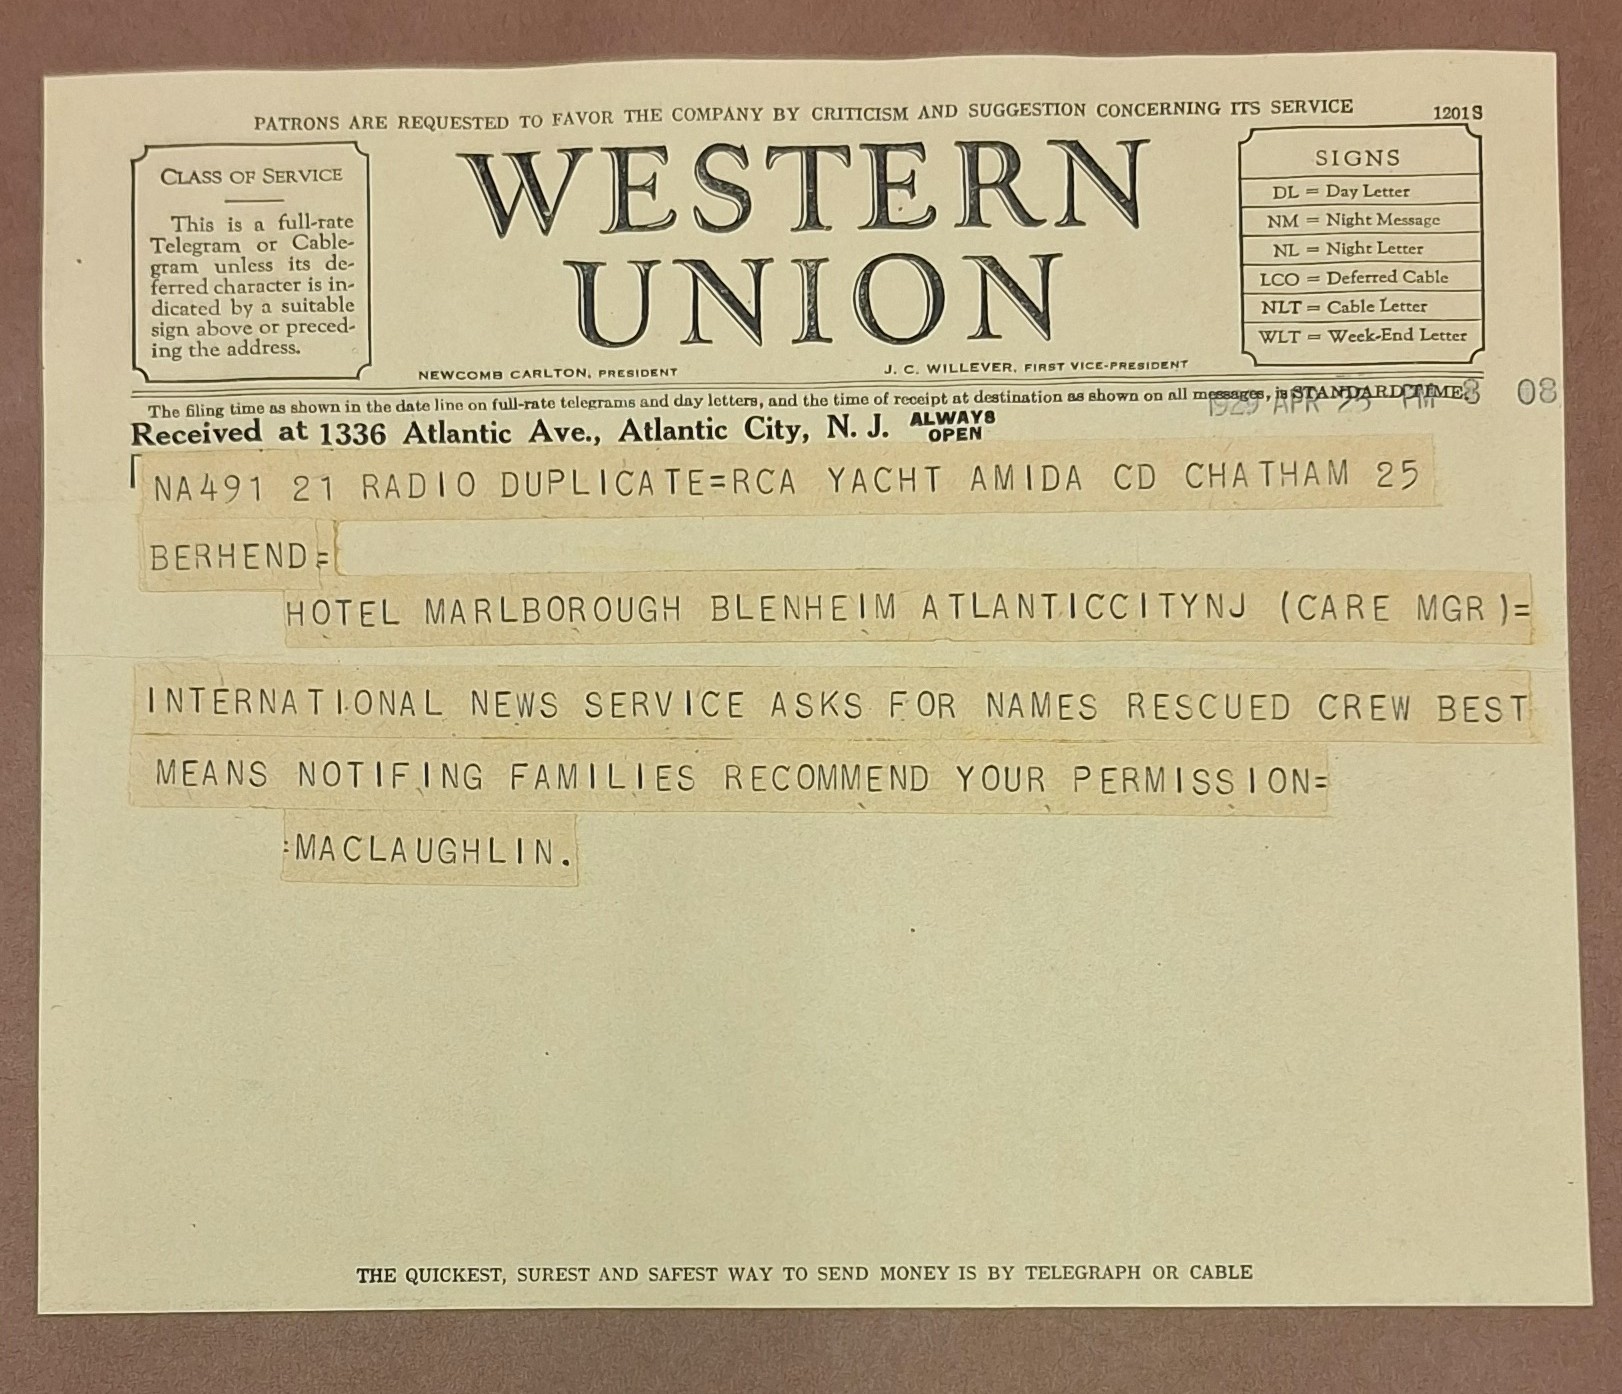 PATRONS ARE REQUESTED TO FAVOR THE COMPANY BY CRITICISM AND SUGGESTION CONCERNING ITS SERVICE
1201S
CLASS OF SERVICE
This is a full-rate
Telegram or Cable-
gram unless its de-
ferred character is in-
dicated by a suitable
sign above or preced-
ing the address.
WESTERN
UNION
NEWCOMB CARLTON, PRESIDENT
J. C. WILLEVER, FIRST VICE-PRESIDENT
SIGNS
DL = Day Letter
NM = Night Message
NL = Night Letter
LCO = Deferred Cable
NLT = Cable Letter
WLT = Week-End Letter
The filing time as shown in the date line on full-rate telegrams and day letters, and the time of receipt at destination as shown on all messages, is STANDARD TIME.
1929 APR 25 PM 3 08
Received at 1336 Atlantic Ave., Atlantic City, N. J. ALWAYS OPEN
NA491 21 RADIO DUPLICATE=RCA YACHT AMIDA CD CHATHAM 25
BERHEND=
HOTEL MARLBOROUGH BLENHEIM ATLANTICCITYNJ (CARE MGR)=
INTERNATIONAL NEWS SERVICE ASKS FOR NAMES RESCUED CREW BEST
MEANS NOTIFING FAMILIES RECOMMEND YOUR PERMISSION=
:MACLAUGHLIN.
THE QUICKEST, SUREST AND SAFEST WAY TO SEND MONEY IS BY TELEGRAPH OR CABLE